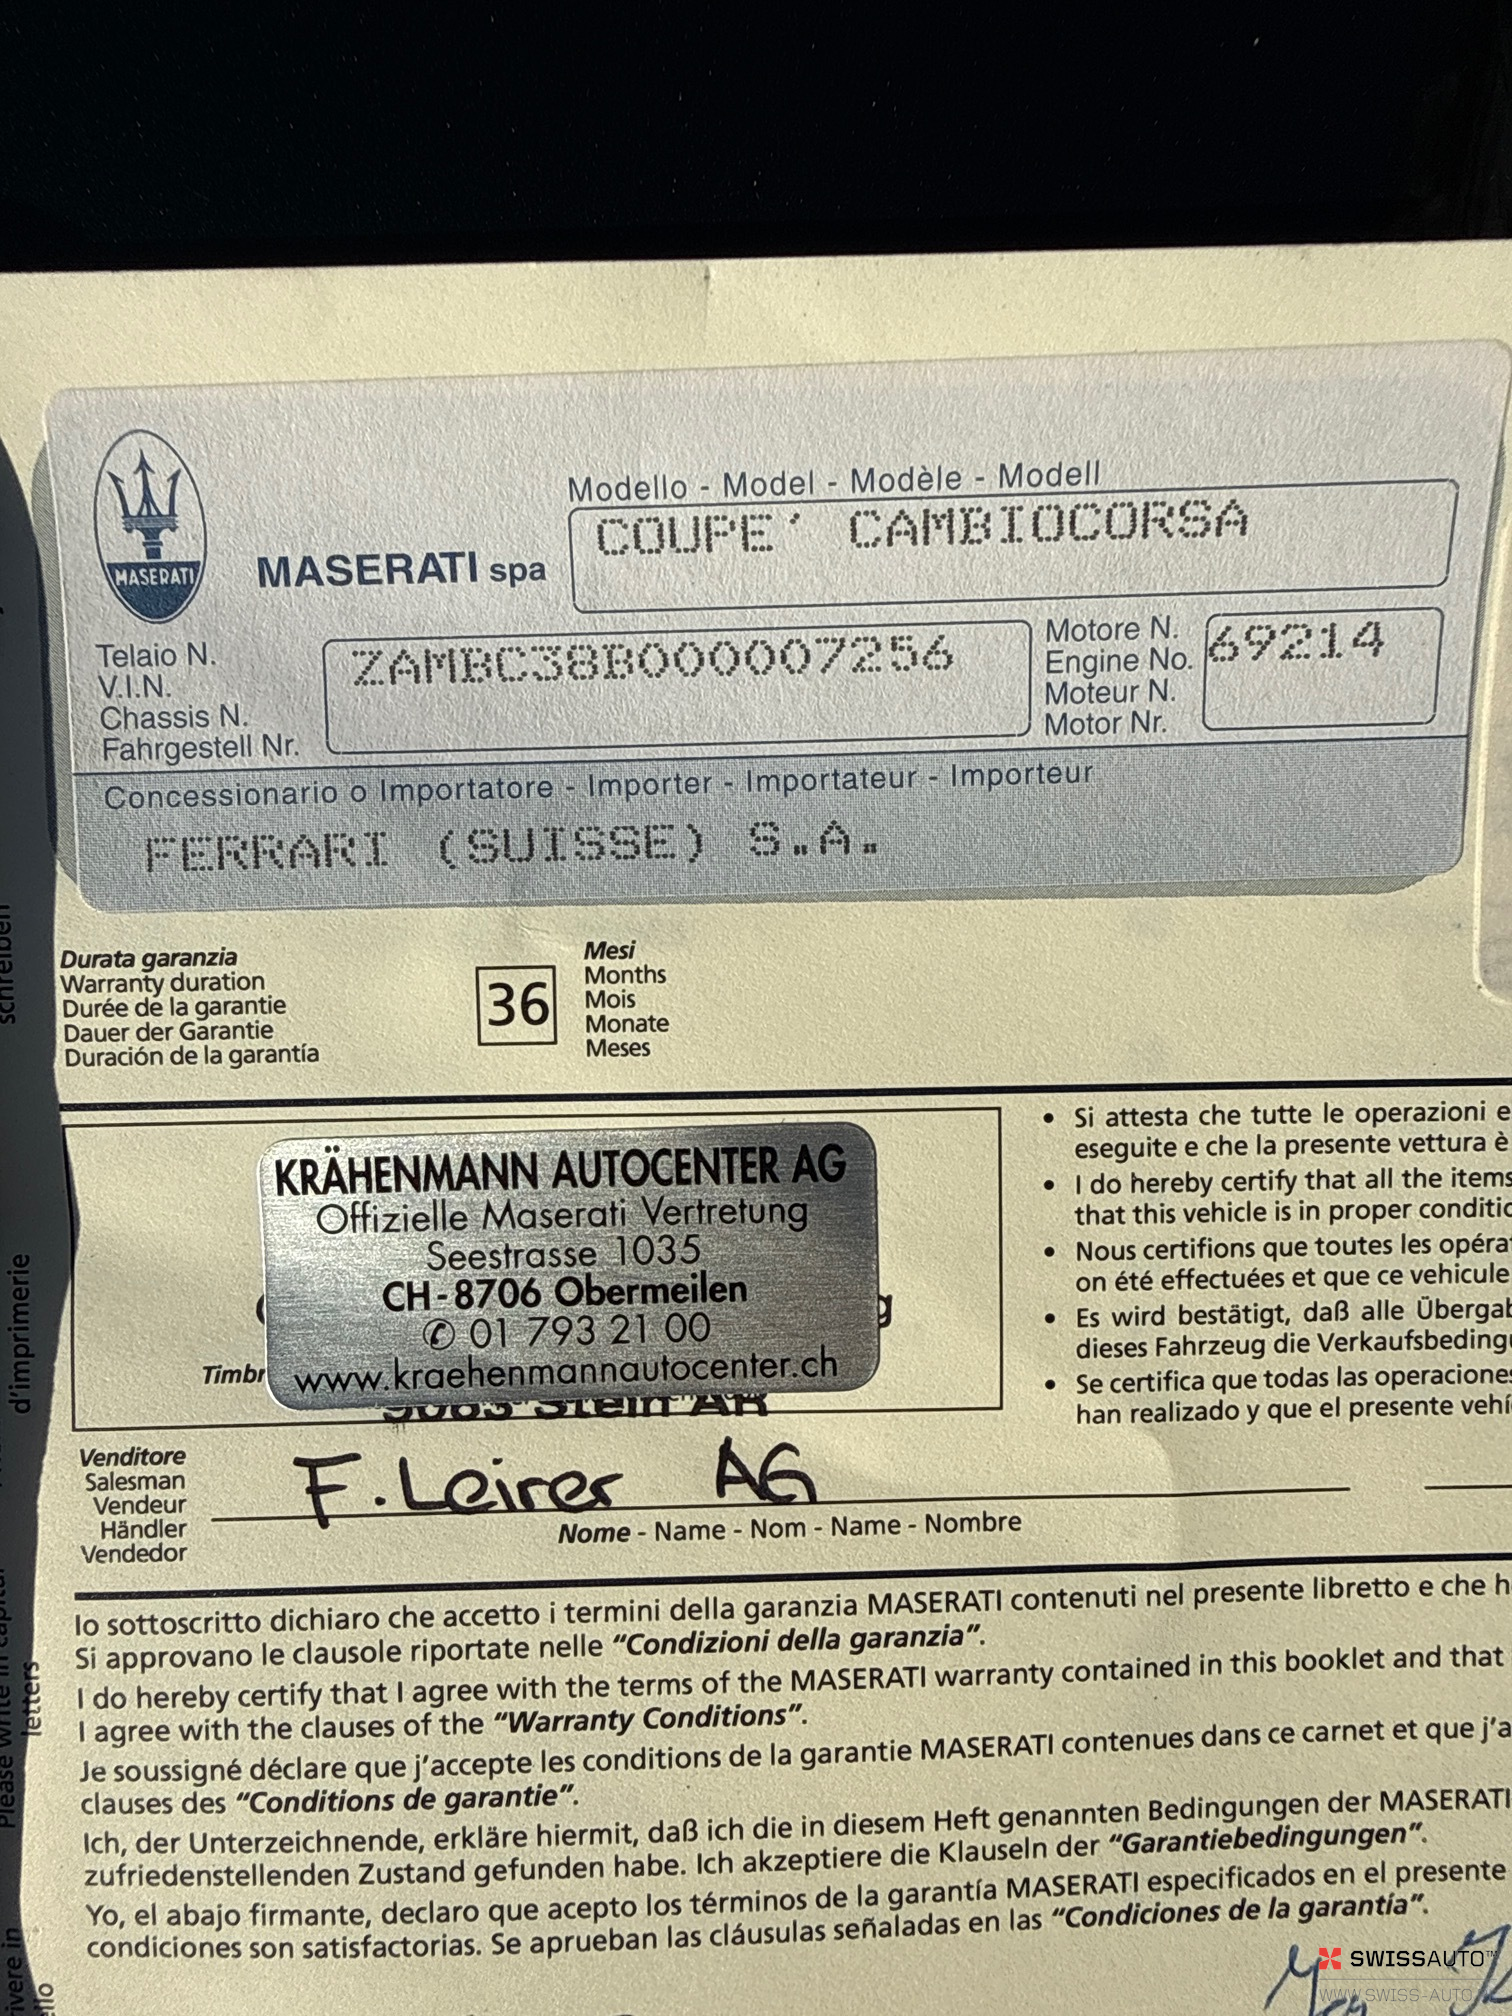 Modello - Model - Modèle - Modell
COUPE' CAMBIOCORSA
MASERATI
MASERATI spa
Telaio N.
V.I.N.
Chassis N.
Fahrgestell Nr.
ZAMBC38B000007256
Motore N.
Engine No.
Moteur N.
Motor Nr.
69214
Concessionario o Importatore - Importer - Importateur - Importeur
FERRARI (SUISSE) S.A.
Durata garanzia
Warranty duration
Durée de la garantie
Dauer der Garantie
Duración de la garantía
36
Mesi
Months
Mois
Monate
Meses
KRÄHENMANN AUTOCENTER AG
Offizielle Maserati Vertretung
Seestrasse 1035
CH-8706 Obermeilen
✆ 01 793 21 00
www.kraehenmannautocenter.ch
Timbr
9063 Stein AR
• Si attesta che tutte le operazioni e
eseguite e che la presente vettura è
• I do hereby certify that all the items
that this vehicle is in proper conditio
• Nous certifions que toutes les opéra
on été effectuées et que ce vehicule
• Es wird bestätigt, daß alle Übergab
dieses Fahrzeug die Verkaufsbeding
• Se certifica que todas las operacione
han realizado y que el presente vehí
Venditore
Salesman
Vendeur
Händler
Vendedor
F. Leirer AG
Nome - Name - Nom - Name - Nombre
Io sottoscritto dichiaro che accetto i termini della garanzia MASERATI contenuti nel presente libretto e che h
Si approvano le clausole riportate nelle “Condizioni della garanzia”.
I do hereby certify that I agree with the terms of the MASERATI warranty contained in this booklet and that
I agree with the clauses of the “Warranty Conditions”.
Je soussigné déclare que j'accepte les conditions de la garantie MASERATI contenues dans ce carnet et que j'a
clauses des “Conditions de garantie”.
Ich, der Unterzeichnende, erkläre hiermit, daß ich die in diesem Heft genannten Bedingungen der MASERATI
zufriedenstellenden Zustand gefunden habe. Ich akzeptiere die Klauseln der “Garantiebedingungen”.
Yo, el abajo firmante, declaro que acepto los términos de la garantía MASERATI especificados en el presente
condiciones son satisfactorias. Se aprueban las cláusulas señaladas en las “Condiciones de la garantía”.
schreiben
d'imprimerie
Please write in capital
letters
SWISSAUTO™
WWW.SWISS-AUTO